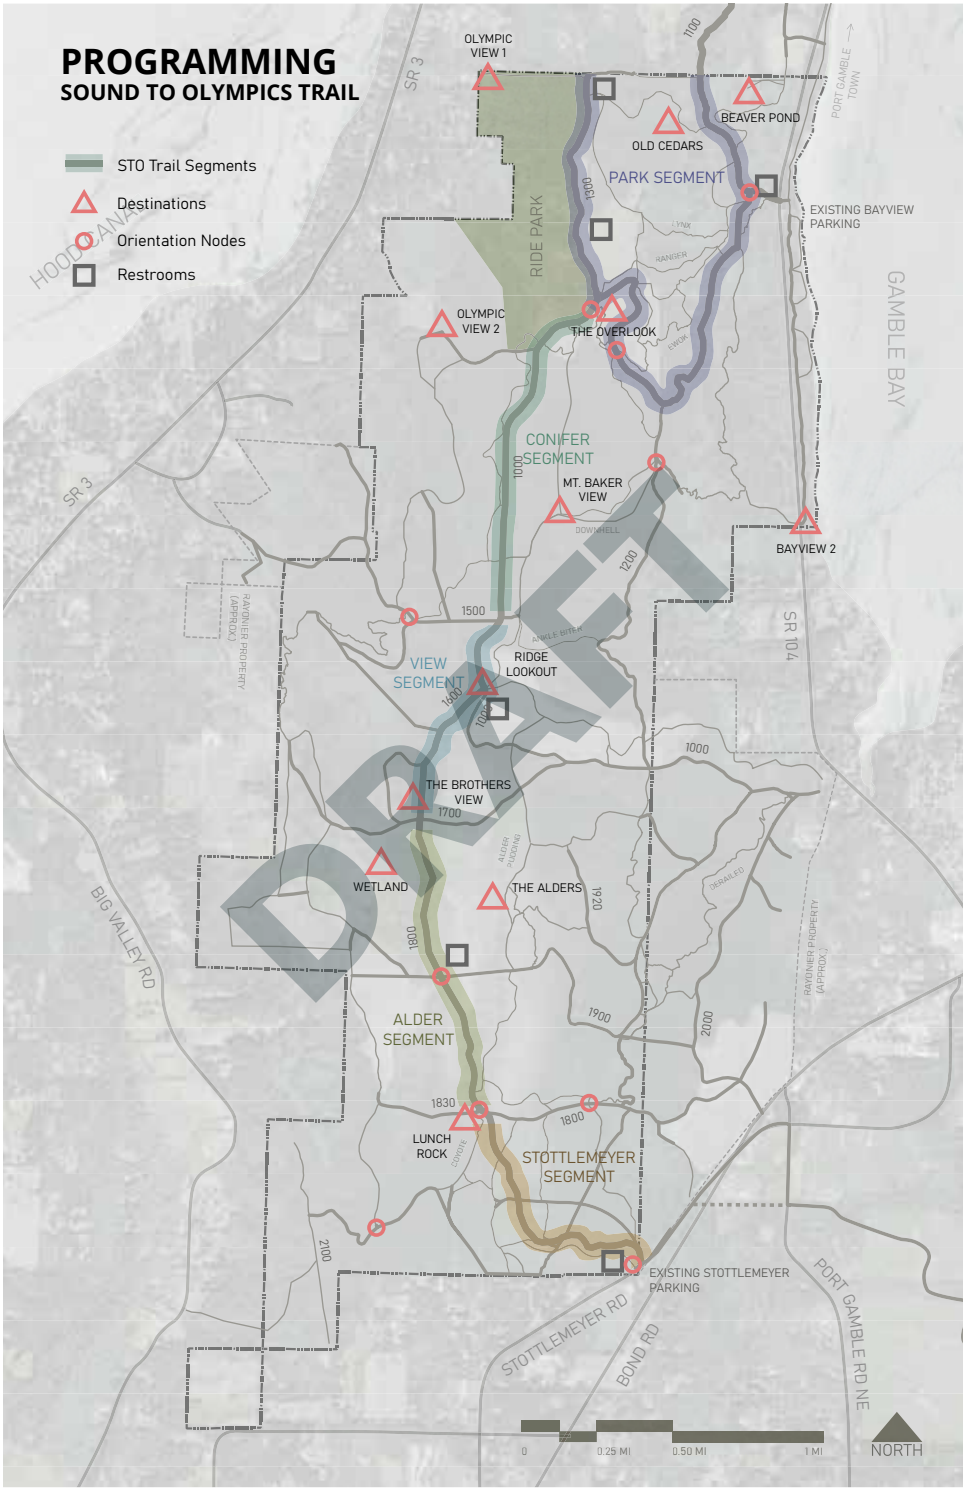 PROGRAMMING
SOUND TO OLYMPICS TRAIL
STO Trail Segments
Destinations
Orientation Nodes
Restrooms
HOOD CANAL
SR 3
OLYMPIC
VIEW 1
1100
PORT GAMBLE
TOWN
BEAVER POND
OLD CEDARS
PARK SEGMENT
1300
RIDE PARK
LYNX
RANGER
EXISTING BAYVIEW
PARKING
GAMBLE BAY
OLYMPIC
VIEW 2
THE OVERLOOK
EWOK
CONIFER
SEGMENT
1000
MT. BAKER
VIEW
DOWNHELL
BAYVIEW 2
SR 3
1200
1500
ANKLE BITER
RAYONIER PROPERTY
(APPROX.)
SR 104
VIEW
SEGMENT
RIDGE
LOOKOUT
1600
1000
1000
THE BROTHERS
VIEW
1700
ALDER
PUDDING
WETLAND
THE ALDERS
1920
DERAILED
DRAFT
BIG VALLEY RD
1800
RAYONIER PROPERTY
(APPROX.)
ALDER
SEGMENT
1900
2000
1830
1800
LUNCH
ROCK
COYOTE
STOTTLEMEYER
SEGMENT
2100
EXISTING STOTTLEMEYER
PARKING
STOTTLEMEYER RD
BOND RD
PORT GAMBLE RD NE
0
0.25 MI
0.50 MI
1 MI
NORTH